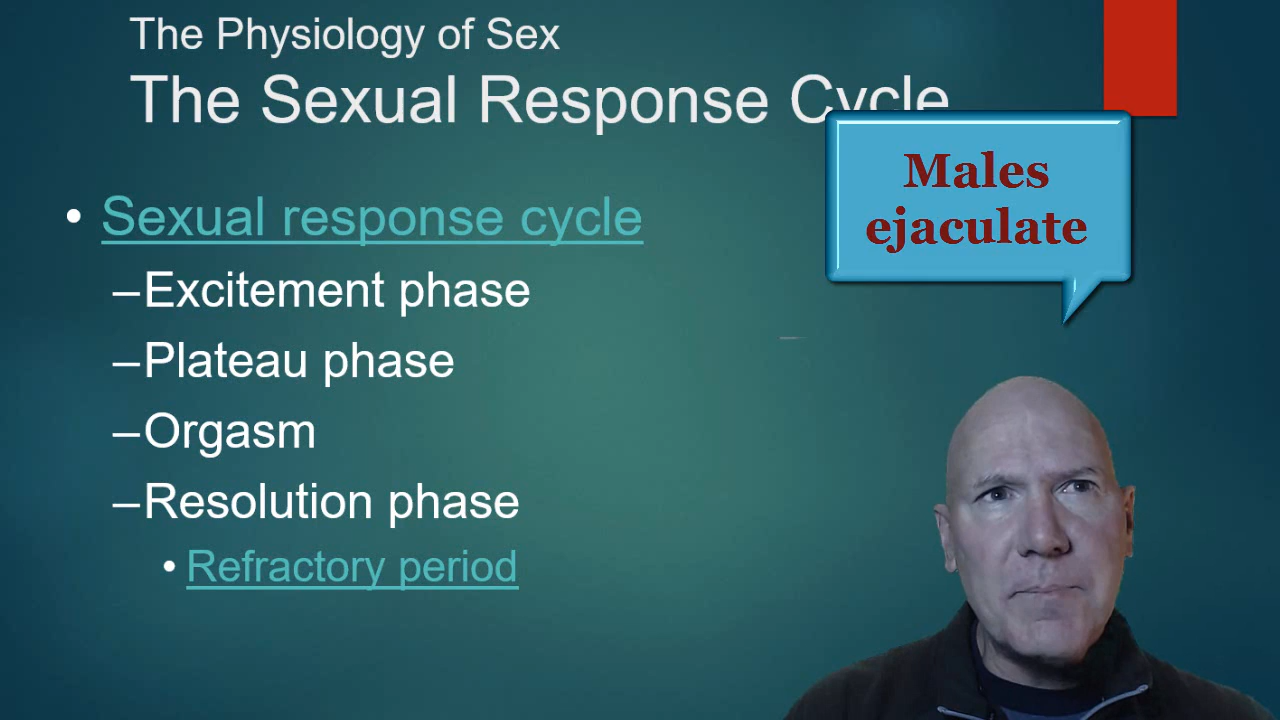 The Physiology of Sex
The Sexual Response Cycle
Males
ejaculate
• Sexual response cycle
–Excitement phase
–Plateau phase
–Orgasm
–Resolution phase
• Refractory period